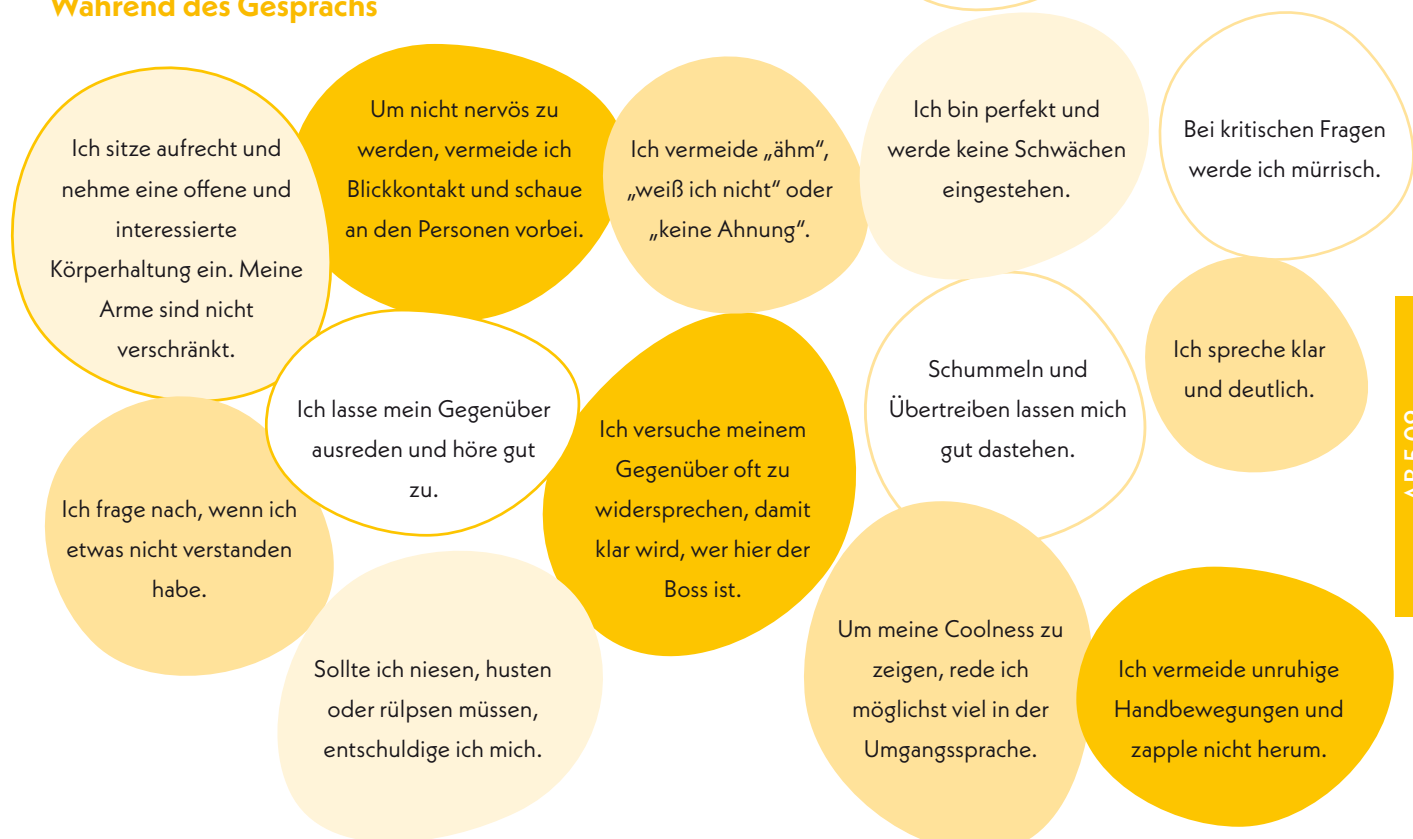 Während des Gesprächs
Ich sitze aufrecht und
nehme eine offene und
interessierte
Körperhaltung ein. Meine
Arme sind nicht
verschränkt.
Um nicht nervös zu
werden, vermeide ich
Blickkontakt und schaue
an den Personen vorbei.
Ich vermeide „ähm“,
„weiß ich nicht“ oder
„keine Ahnung“.
Ich bin perfekt und
werde keine Schwächen
eingestehen.
Bei kritischen Fragen
werde ich mürrisch.
Ich lasse mein Gegenüber
ausreden und höre gut
zu.
Ich versuche meinem
Gegenüber oft zu
widersprechen, damit
klar wird, wer hier der
Boss ist.
Schummeln und
Übertreiben lassen mich
gut dastehen.
Ich spreche klar
und deutlich.
Ich frage nach, wenn ich
etwas nicht verstanden
habe.
Sollte ich niesen, husten
oder rülpsen müssen,
entschuldige ich mich.
Um meine Coolness zu
zeigen, rede ich
möglichst viel in der
Umgangssprache.
Ich vermeide unruhige
Handbewegungen und
zapple nicht herum.